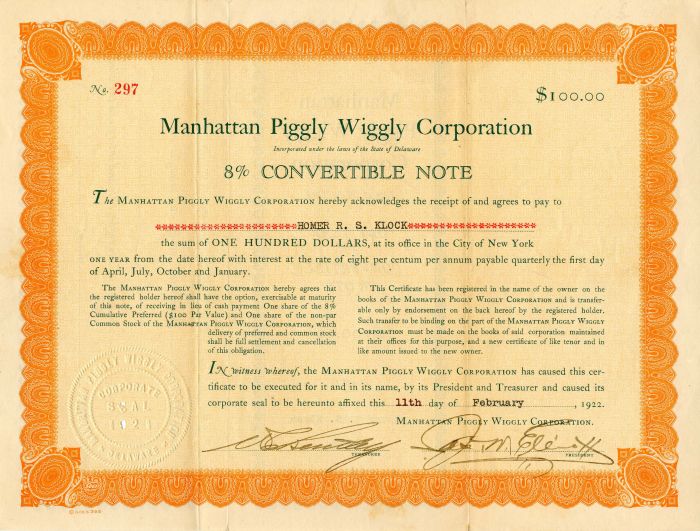 No. 297
$100.00
Manhattan Piggly Wiggly Corporation
Incorporated under the laws of the State of Delaware
8% CONVERTIBLE NOTE
The MANHATTAN PIGGLY WIGGLY CORPORATION hereby acknowledges the receipt of and agrees to pay to
**********************HOMER R. S. KLOCK********************
the sum of ONE HUNDRED DOLLARS, at its office in the City of New York
ONE YEAR from the date hereof with interest at the rate of eight per centum per annum payable quarterly the first day
of April, July, October and January.
The MANHATTAN PIGGLY WIGGLY CORPORATION hereby agrees that
the registered holder hereof shall have the option, exercisable at maturity
of this note, of receiving in lieu of cash payment One share of the 8%
Cumulative Preferred ($100 Par Value) and One share of the non-par
Common Stock of the MANHATTAN PIGGLY WIGGLY CORPORATION, which
delivery of preferred and common stock
shall be full settlement and cancellation
of this obligation.
This Certificate has been registered in the name of the owner on the
books of the MANHATTAN PIGGLY WIGGLY CORPORATION and is transfer-
able only by endorsement on the back hereof by the registered holder.
Such transfer to be binding on the part of the MANHATTAN PIGGLY WIGGLY
CORPORATION must be made on the books of said corporation maintained
at their offices for this purpose, and a new certificate of like tenor and in
like amount issued to the new owner.
IN witness whereof, the MANHATTAN PIGGLY WIGGLY CORPORATION has caused this cer-
tificate to be executed for it and in its name, by its President and Treasurer and caused its
corporate seal to be hereunto affixed this 11th day of February, 1922.
MANHATTAN PIGGLY WIGGLY CORPORATION.
TREASURER
PRESIDENT
MANHATTAN PIGGLY WIGGLY CORPORATION
CORPORATE
SEAL
1921
DELAWARE